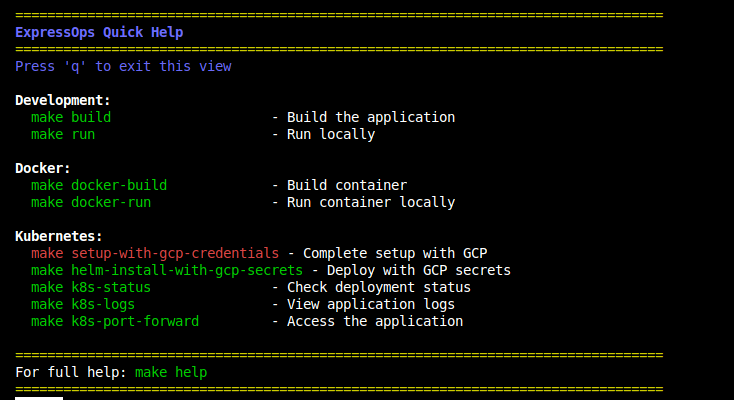 =================================================================================
ExpressOps Quick Help
=================================================================================
Press 'q' to exit this view
Development:
make build - Build the application
make run - Run locally
Docker:
make docker-build - Build container
make docker-run - Run container locally
Kubernetes:
make setup-with-gcp-credentials - Complete setup with GCP
make helm-install-with-gcp-secrets - Deploy with GCP secrets
make k8s-status - Check deployment status
make k8s-logs - View application logs
make k8s-port-forward - Access the application
=================================================================================
For full help: make help
=================================================================================